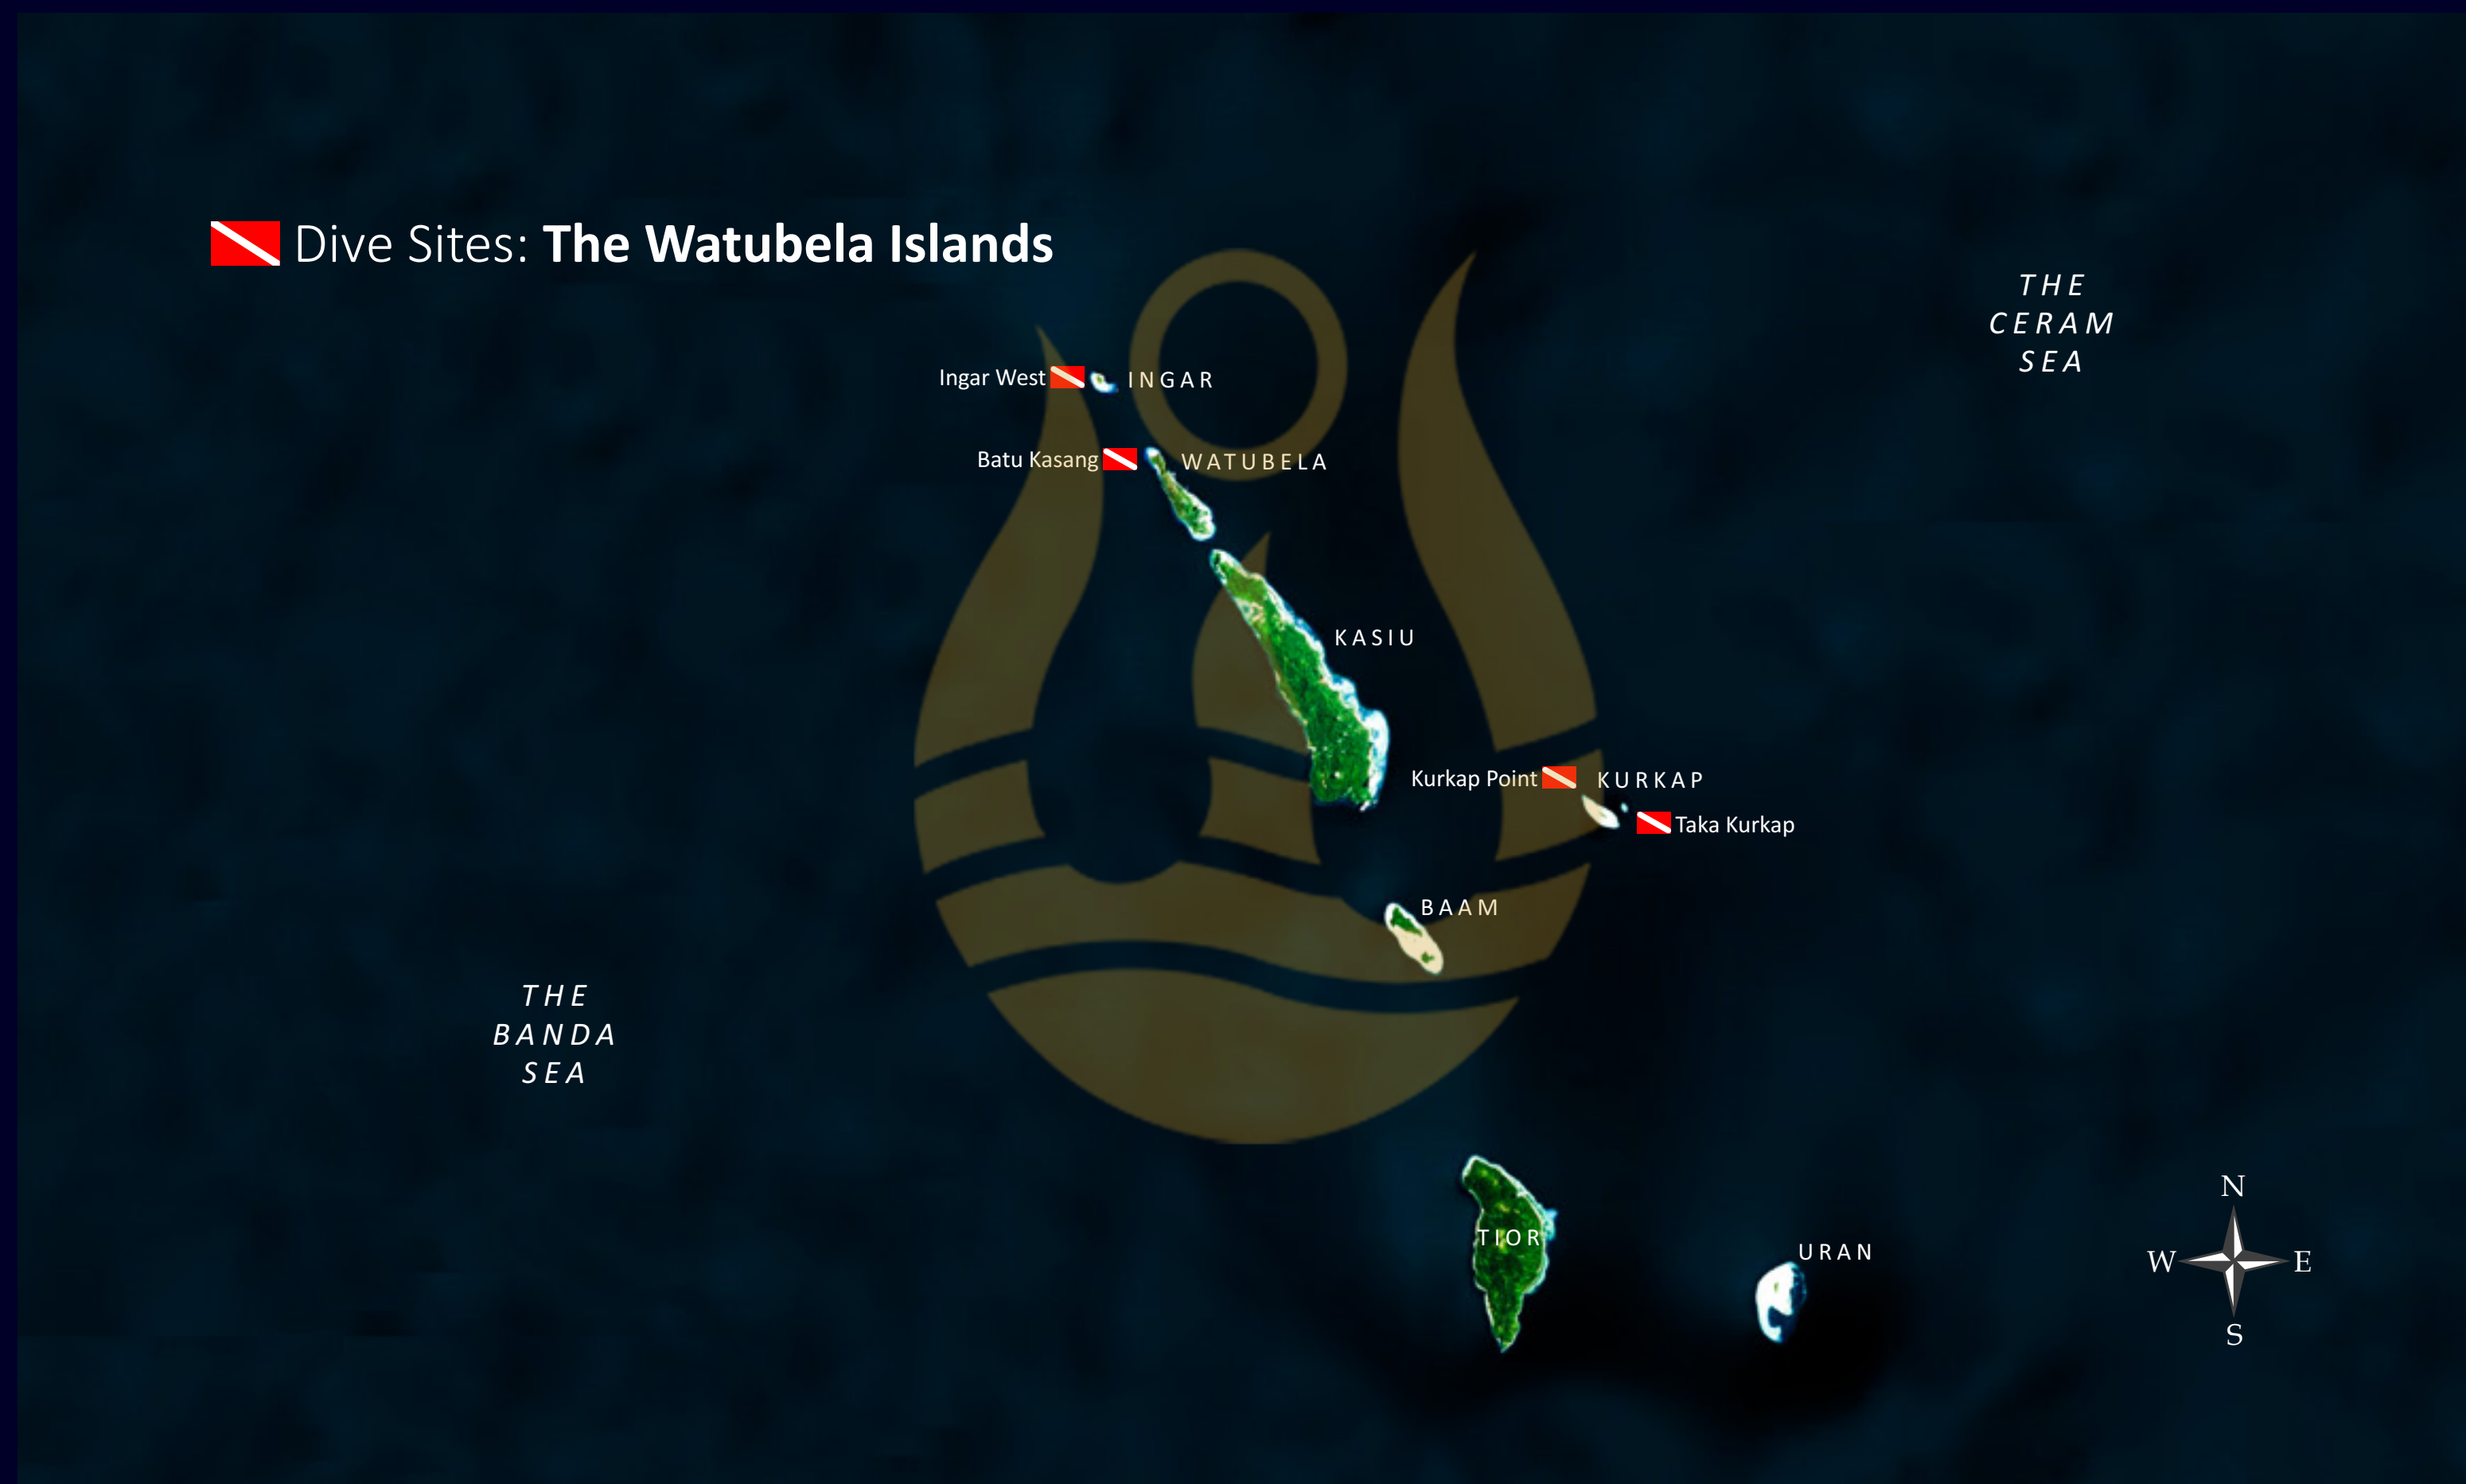 Dive Sites: The Watubela Islands
THE
CERAM
SEA
Ingar West
INGAR
Batu Kasang
WATUBELA
KASIU
Kurkap Point
KURKAP
Taka Kurkap
BAAM
THE
BANDA
SEA
TIOR
URAN
N
W
E
S